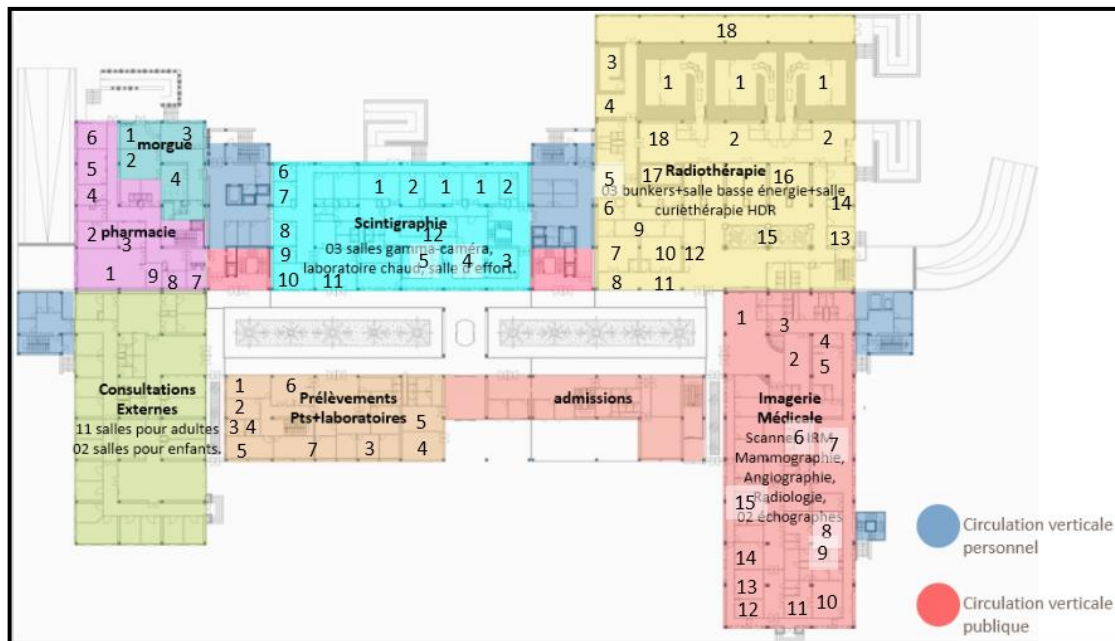 18
3
1
1
1
4
18
2
2
6
1
3
morgue
2
5
4
4
pharmacie
2
3
1
9
8
7
6
7
1
2
1
1
2
Scintigraphie
8
12
03 salles gamma-caméra,
9
5
4
3
laboratoire chaud, salle d'effort.
10
11
Radiothérapie
5
17
16
03 bunkers+salle basse énergie+salle
6
curiethérapie HDR
14
9
15
13
7
10
12
8
11
Consultations
Externes
11 salles pour adultes
02 salles pour enfants.
1
6
Prélèvements
2
Pts+laboratoires
3
4
5
5
7
3
4
admissions
1
3
4
2
5
Imagerie
Médicale
Scanner, IRM,
6
7
Mammographie,
Angiographie,
Radiologie,
15
02 échographes
8
14
9
13
12
11
10
Circulation verticale
personnel
Circulation verticale
publique